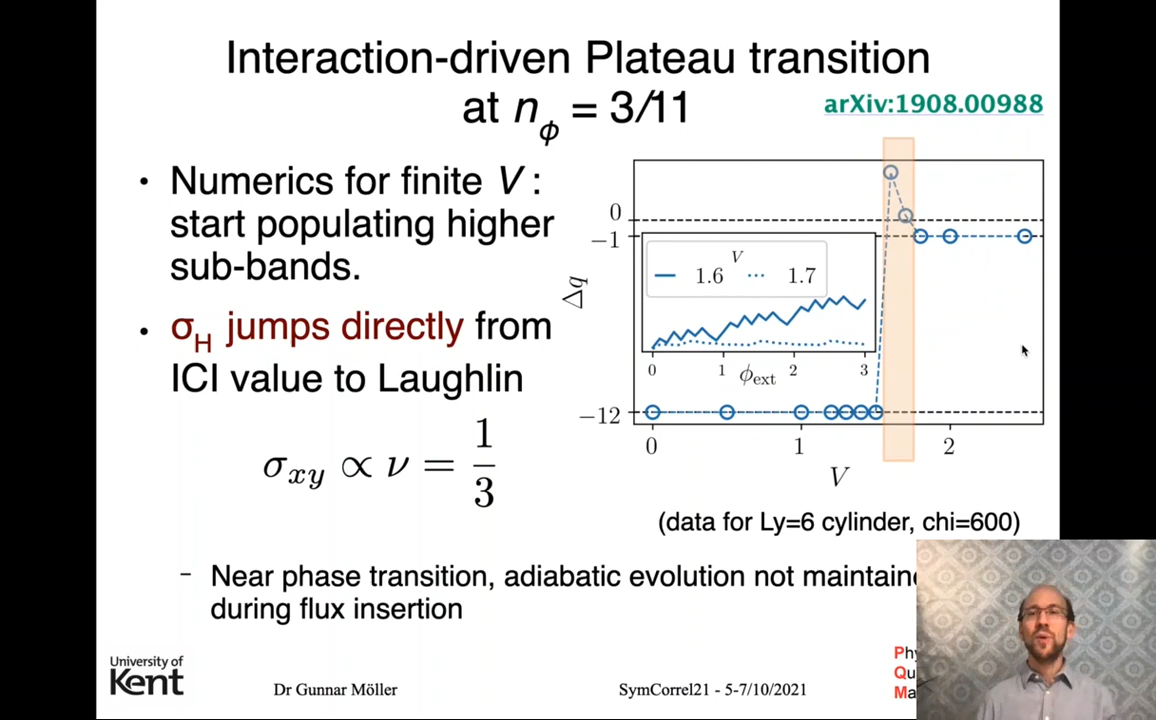 Interaction-driven Plateau transition
at nϕ = 3/11
arXiv:1908.00988
• Numerics for finite V :
start populating higher
sub-bands.
• σH jumps directly from
ICI value to Laughlin
σxy ∝ ν = 1/3
0
−1
−12
Δq
V
1.6
1.7
0 1 2 3
ϕext
0 1 2
V
(data for Ly=6 cylinder, chi=600)
– Near phase transition, adiabatic evolution not
during flux insertion
University of
Kent
Dr Gunnar Möller
SymCorrel21 - 5-7/10/2021